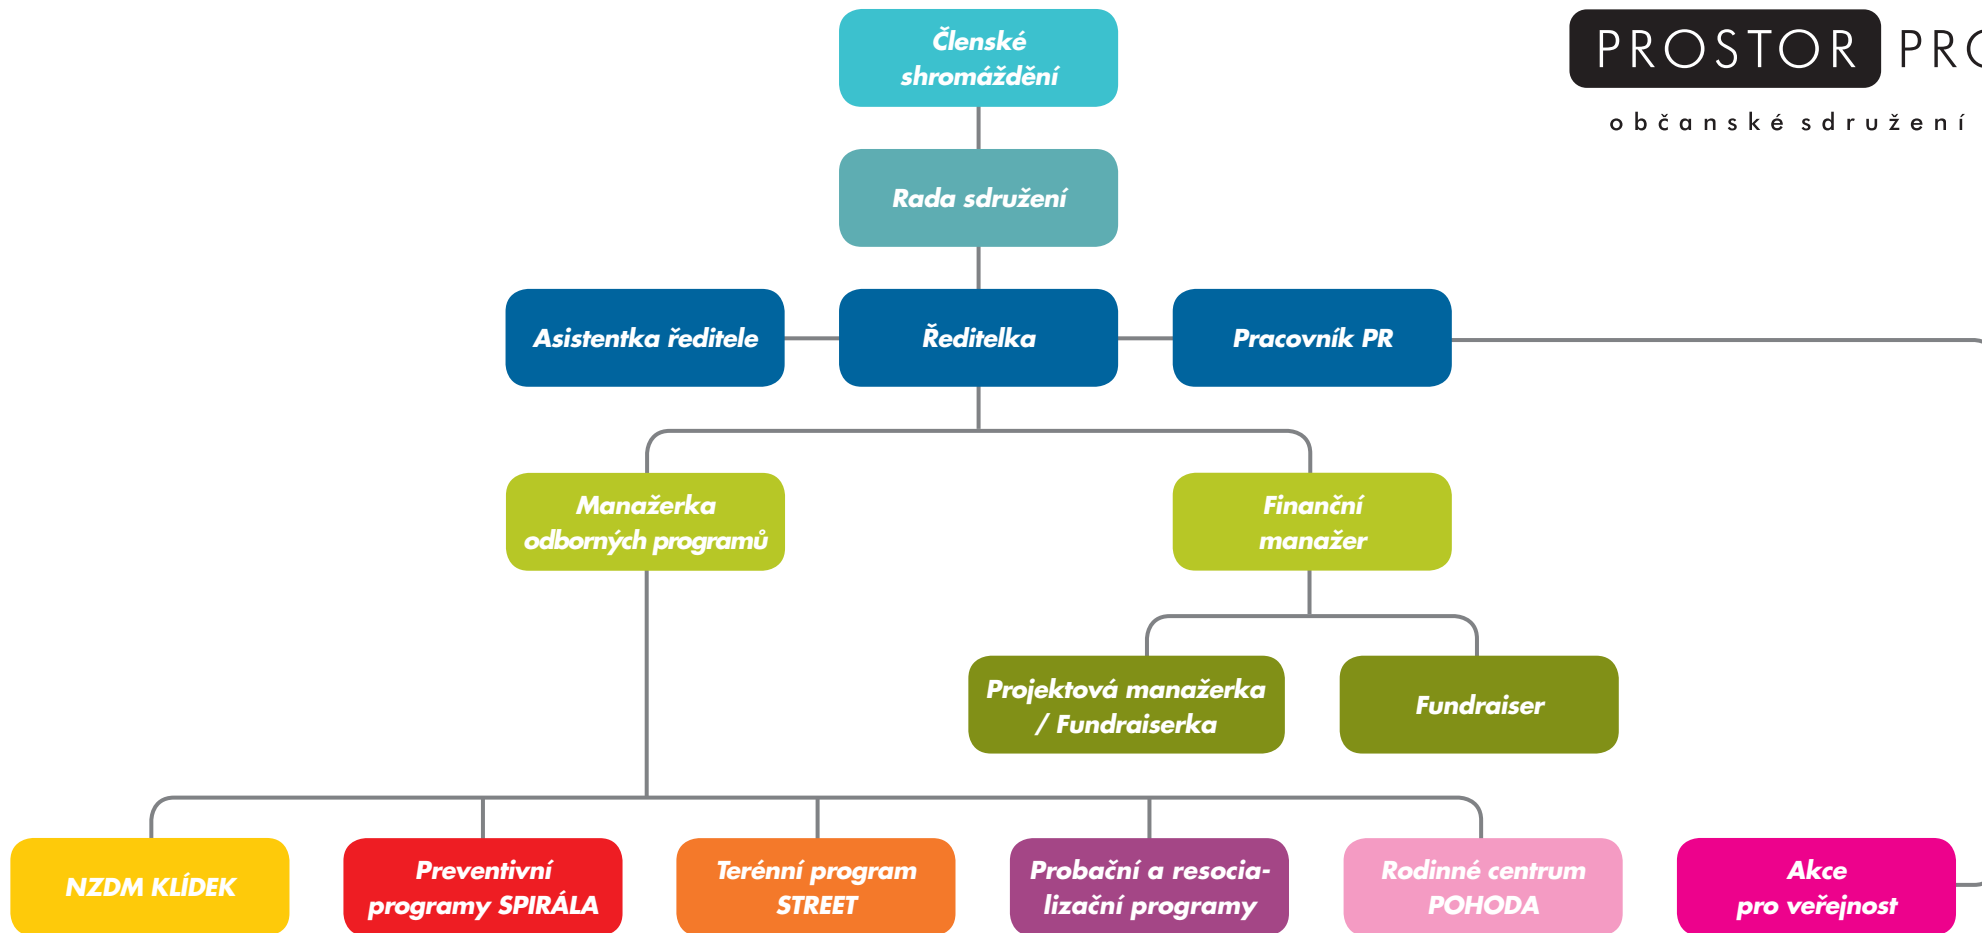 Členské
shromáždění
PROSTOR PRO
občanské sdružení
Rada sdružení
Asistentka ředitele
Ředitelka
Pracovník PR
Manažerka
odborných programů
Finanční
manažer
Projektová manažerka
/ Fundraiserka
Fundraiser
NZDM KLÍDEK
Preventivní
programy SPIRÁLA
Terénní program
STREET
Probační a resocia-
lizační programy
Rodinné centrum
POHODA
Akce
pro veřejnost